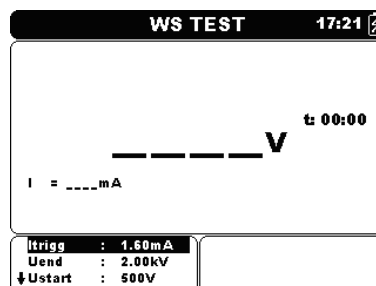 WS TEST 17:21
t: 00:00
____V
I = ____mA
Itrigg : 1.60mA
Uend : 2.00kV
↓Ustart : 500V